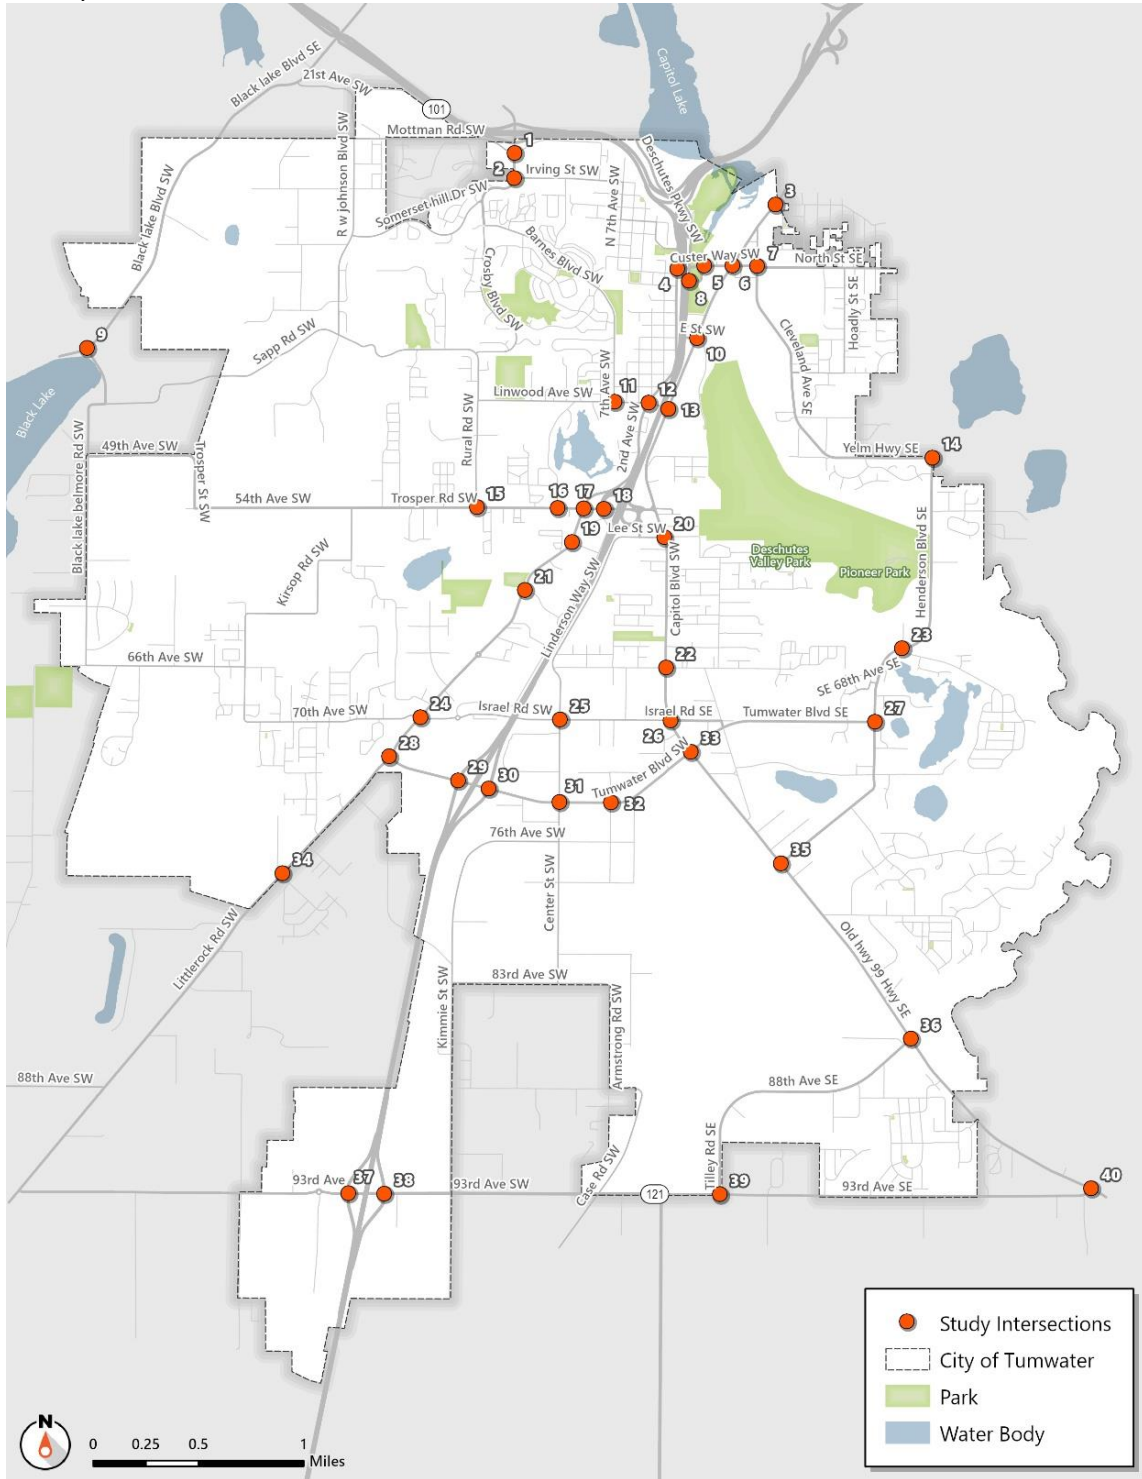 Black lake Blvd SE
21st Ave SW
101
Mottman Rd SW
Capitol Lake
1
2
Irving St SW
R w johnson Blvd SW
Somerset hill Dr SW
Deschutes Pkwy SW
N 7th Ave SW
3
Black lake Blvd SW
Barnes Blvd SW
Crosby Blvd SW
Custer Way SW
7
North St SE
4
5
6
8
Hoadly St SE
Cleveland Ave SE
E St SW
10
9
Sapp Rd SW
Black Lake
Linwood Ave SW
7th Ave SW
11
12
13
2nd Ave SW
Rural Rd SW
Yelm Hwy SE
14
49th Ave SW
Trosper St SW
Black lake belmore Rd SW
54th Ave SW
Trosper Rd SW
15
16
17
18
19
Lee St SW
20
Deschutes
Valley Park
Pioneer Park
Henderson Blvd SE
Kirsop Rd SW
21
Linderson Way SW
Capitol Blvd SW
22
23
SE 68th Ave SE
66th Ave SW
70th Ave SW
24
Israel Rd SW
25
Israel Rd SE
26
Tumwater Blvd SE
27
28
29
30
31
32
33
Tumwater Blvd SW
76th Ave SW
Center St SW
34
35
Littlerock Rd SW
Old hwy 99 Hwy SE
83rd Ave SW
Kimmie St SW
Armstrong Rd SW
36
88th Ave SW
88th Ave SE
Tilley Rd SE
Case Rd SW
93rd Ave
37
38
93rd Ave SW
121
39
93rd Ave SE
40
Study Intersections
City of Tumwater
Park
Water Body
N
0 0.25 0.5 1
Miles